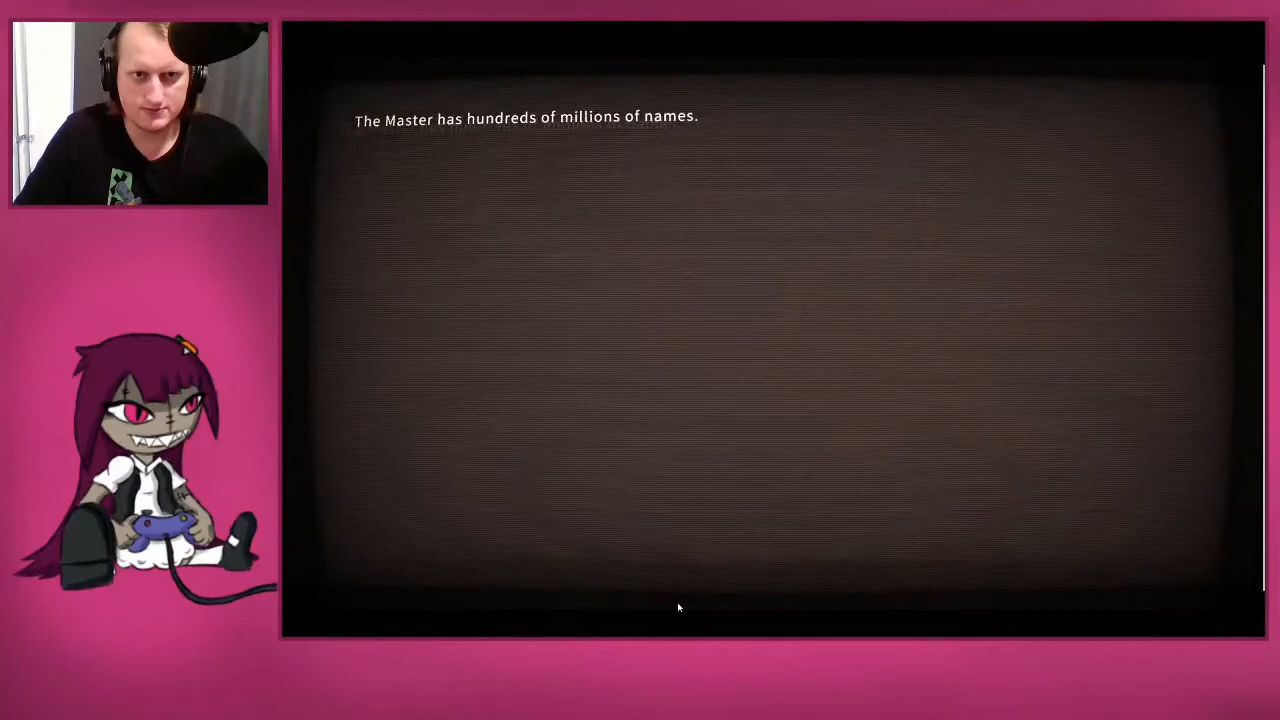 The Master has hundreds of millions of names.